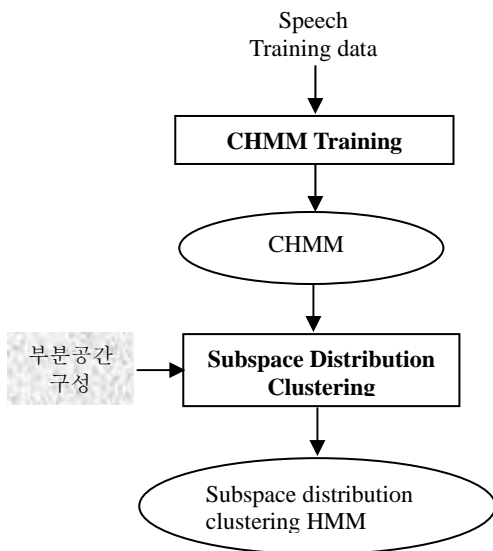 Speech
Training data
CHMM Training
CHMM
부분공간
구성
Subspace Distribution
Clustering
Subspace distribution
clustering HMM